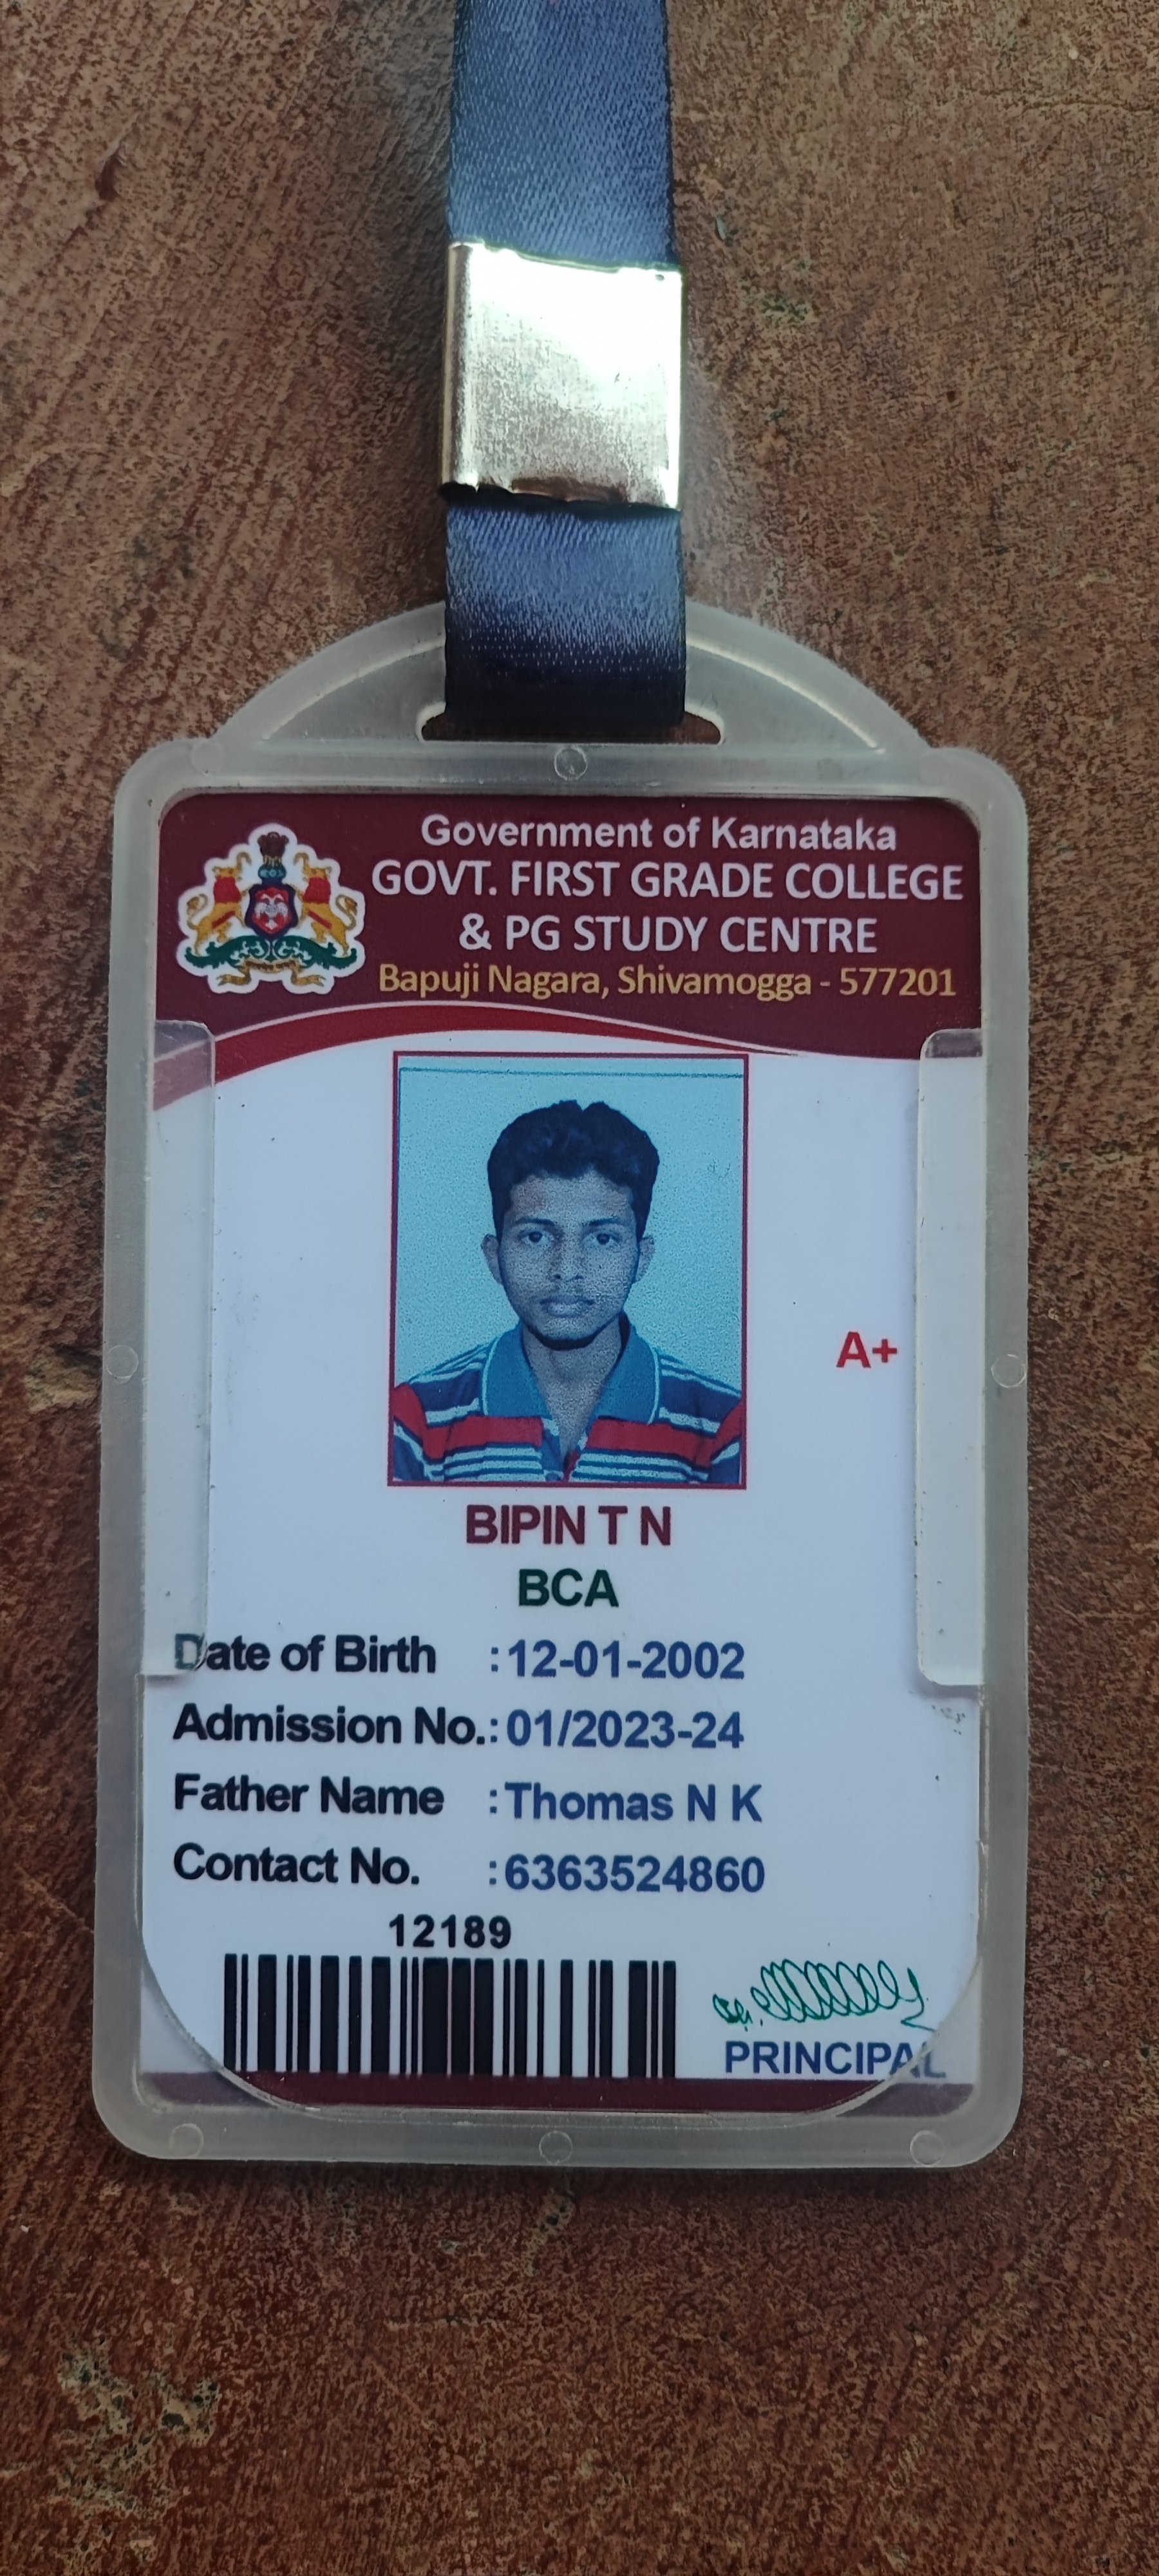 Government of Karnataka
GOVT. FIRST GRADE COLLEGE
& PG STUDY CENTRE
Bapuji Nagara, Shivamogga - 577201
A+
BIPIN T N
BCA
Date of Birth : 12-01-2002
Admission No.: 01/2023-24
Father Name : Thomas N K
Contact No. : 6363524860
12189
PRINCIPAL